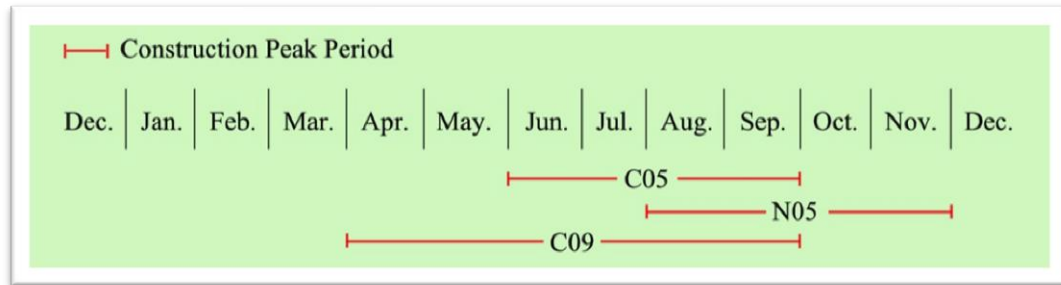 Construction Peak Period
Dec. Jan. Feb. Mar. Apr. May. Jun. Jul. Aug. Sep. Oct. Nov. Dec.
C05
N05
C09